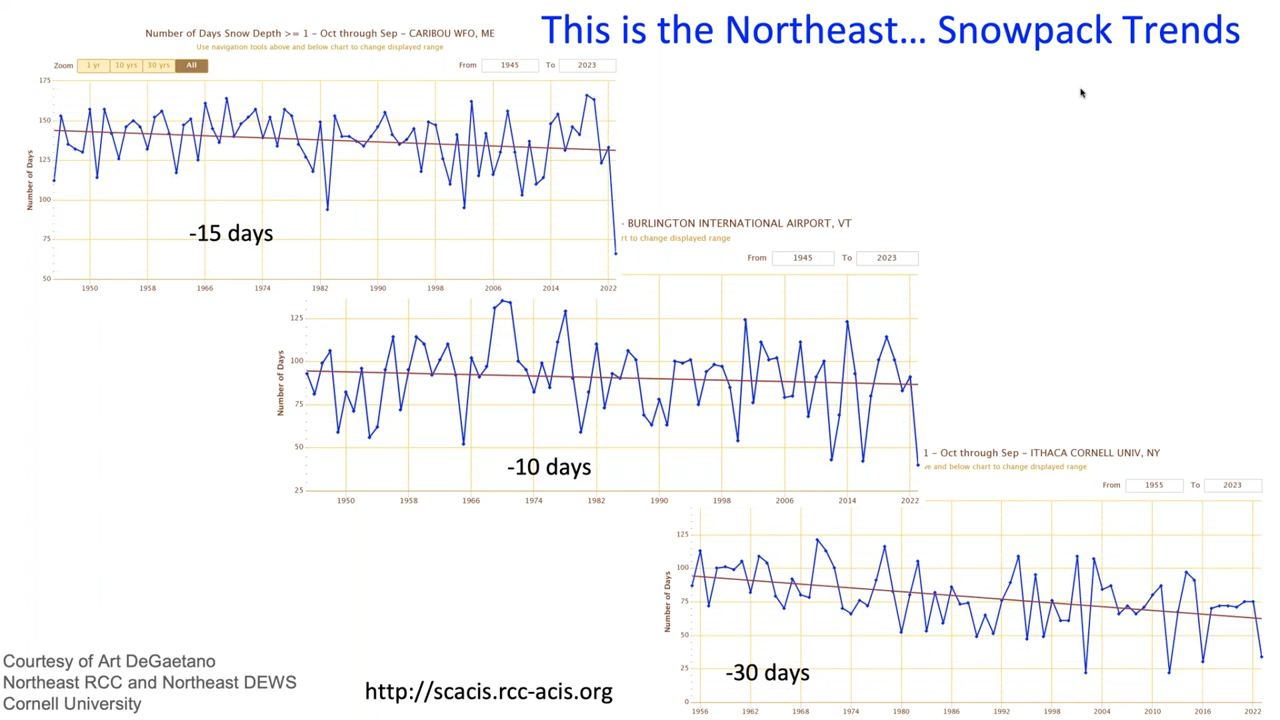 This is the Northeast... Snowpack Trends
Number of Days Snow Depth >= 1 – Oct through Sep – CARIBOU WFO, ME
Use navigation tools above and below chart to change displayed range
Zoom 1 yr 10 yrs 30 yrs All From 1945 To 2023
Number of Days
175
150
125
100
75
50
1950 1958 1966 1974 1982 1990 1998 2006 2014 2022
-15 days
- BURLINGTON INTERNATIONAL AIRPORT, VT
rt to change displayed range
From 1945 To 2023
Number of Days
125
100
75
50
25
1950 1958 1966 1974 1982 1990 1998 2006 2014 2022
-10 days
1 – Oct through Sep – ITHACA CORNELL UNIV, NY
and below chart to change displayed range
From 1955 To 2023
Number of Days
125
100
75
50
25
0
1956 1962 1968 1974 1980 1986 1992 1998 2004 2010 2016 2022
-30 days
Courtesy of Art DeGaetano
Northeast RCC and Northeast DEWS
Cornell University
http://scacis.rcc-acis.org